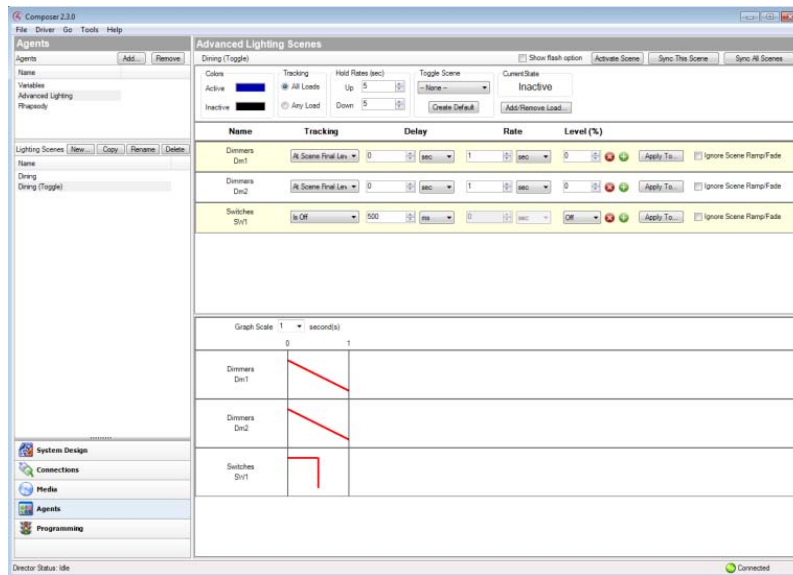 Composer 2.3.0
File Driver Go Tools Help
Agents
Agents Add... Remove
Name
Variables
Advanced Lighting
Rhapsody
Lighting Scenes New... Copy Rename Delete
Name
Dining
Dining (Toggle)
System Design
Connections
Media
Agents
Programming
Advanced Lighting Scenes
Dining (Toggle) Show flash option Activate Scene Sync This Scene Sync All Scenes
Colors Tracking Hold Rates (sec) Toggle Scene Current State
Active All Loads Up 5 -- None -- Inactive
Inactive Any Load Down 5 Create Default Add/Remove Load...
Name Tracking Delay Rate Level (%)
Dimmers
Dm1 At Scene Final Lev 0 sec 1 sec 0 Apply To... Ignore Scene Ramp/Fade
Dimmers
Dm2 At Scene Final Lev 0 sec 1 sec 0 Apply To... Ignore Scene Ramp/Fade
Switches
SW1 Is Off 500 ms 0 sec Off Apply To... Ignore Scene Ramp/Fade
Graph Scale 1 second(s)
0 1
Dimmers
Dm1
Dimmers
Dm2
Switches
SW1
Director Status: Idle Connected